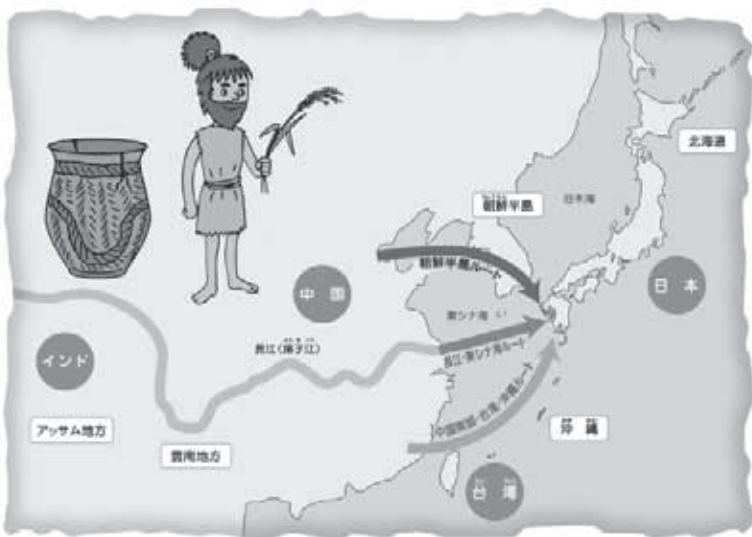 北海道
朝鮮半島
日本海
朝鮮半島ルート
中国
日本
東シナ海
インド
長江(揚子江)
長江・東シナ海ルート
中国南部・台湾・沖縄ルート
アッサム地方
雲南地方
沖縄
台湾